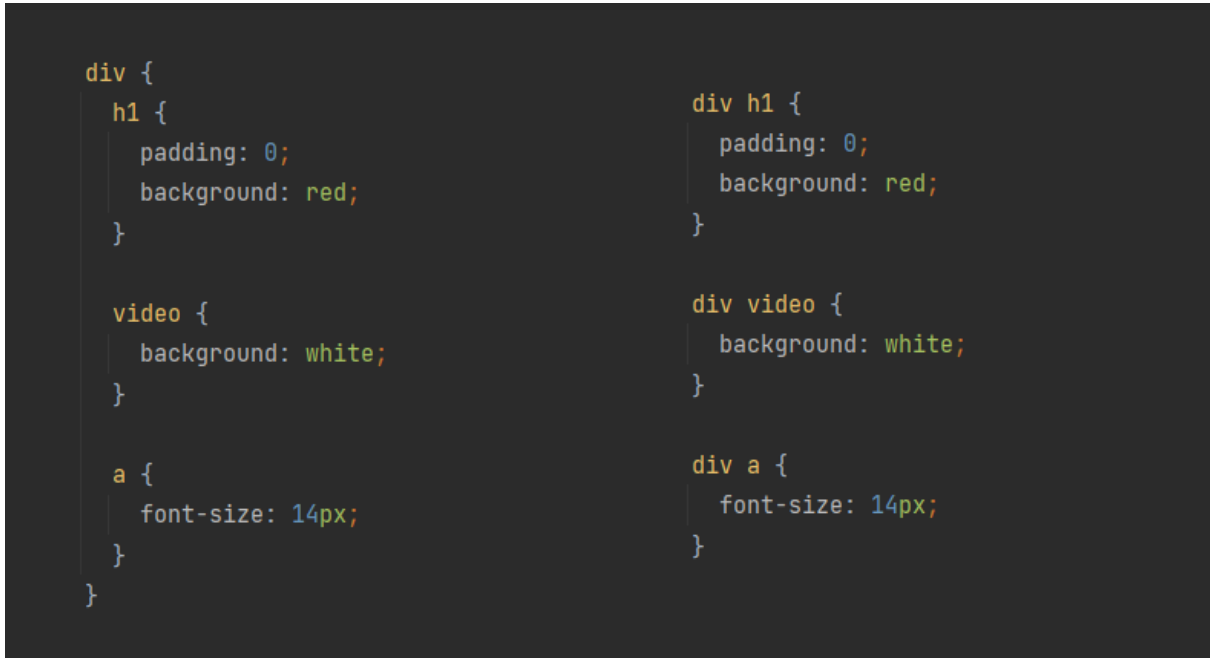 div {
  h1 {
    padding: 0;
    background: red;
  }

  video {
    background: white;
  }

  a {
    font-size: 14px;
  }
}

div h1 {
  padding: 0;
  background: red;
}

div video {
  background: white;
}

div a {
  font-size: 14px;
}